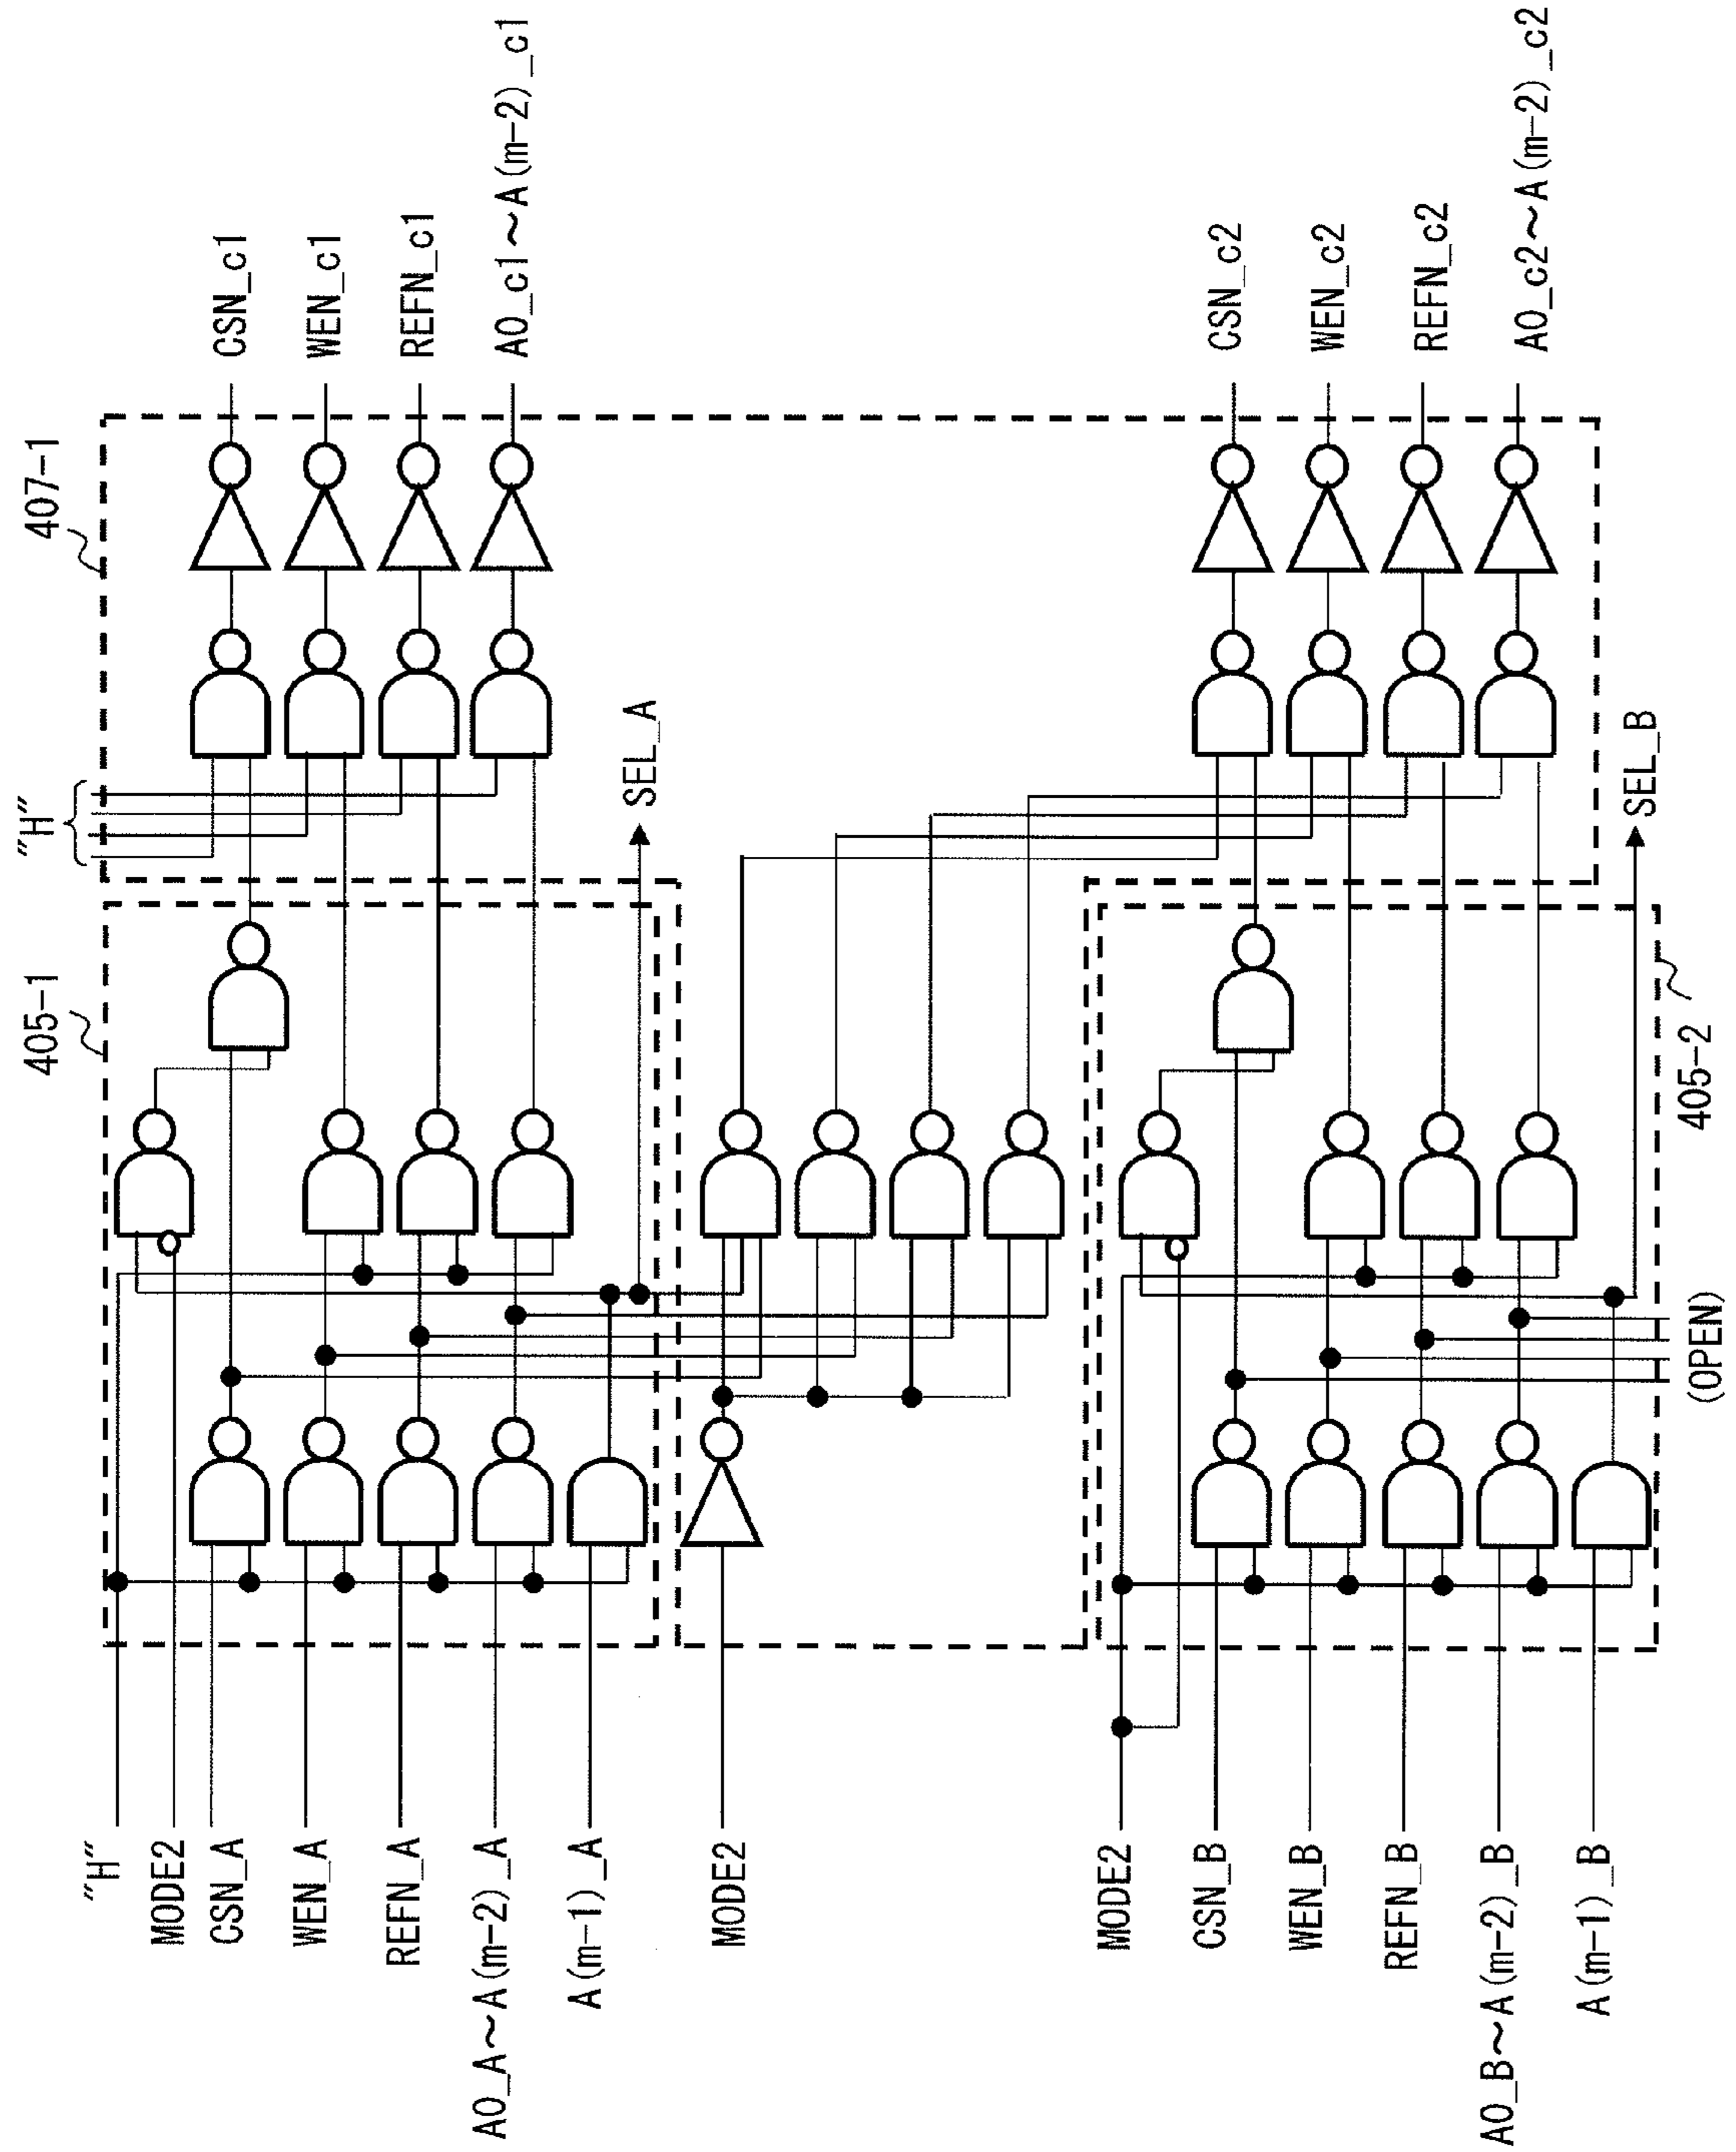 "H"
MODE2
CSN_A
WEN_A
REFN_A
A0_A~A(m-2)_A
A(m-1)_A
MODE2
MODE2
CSN_B
WEN_B
REFN_B
A0_B~A(m-2)_B
A(m-1)_B
405-1
"H"
407-1
SEL_A
CSN_c1
WEN_c1
REFN_c1
A0_c1~A(m-2)_c1
(OPEN)
405-2
SEL_B
CSN_c2
WEN_c2
REFN_c2
A0_c2~A(m-2)_c2